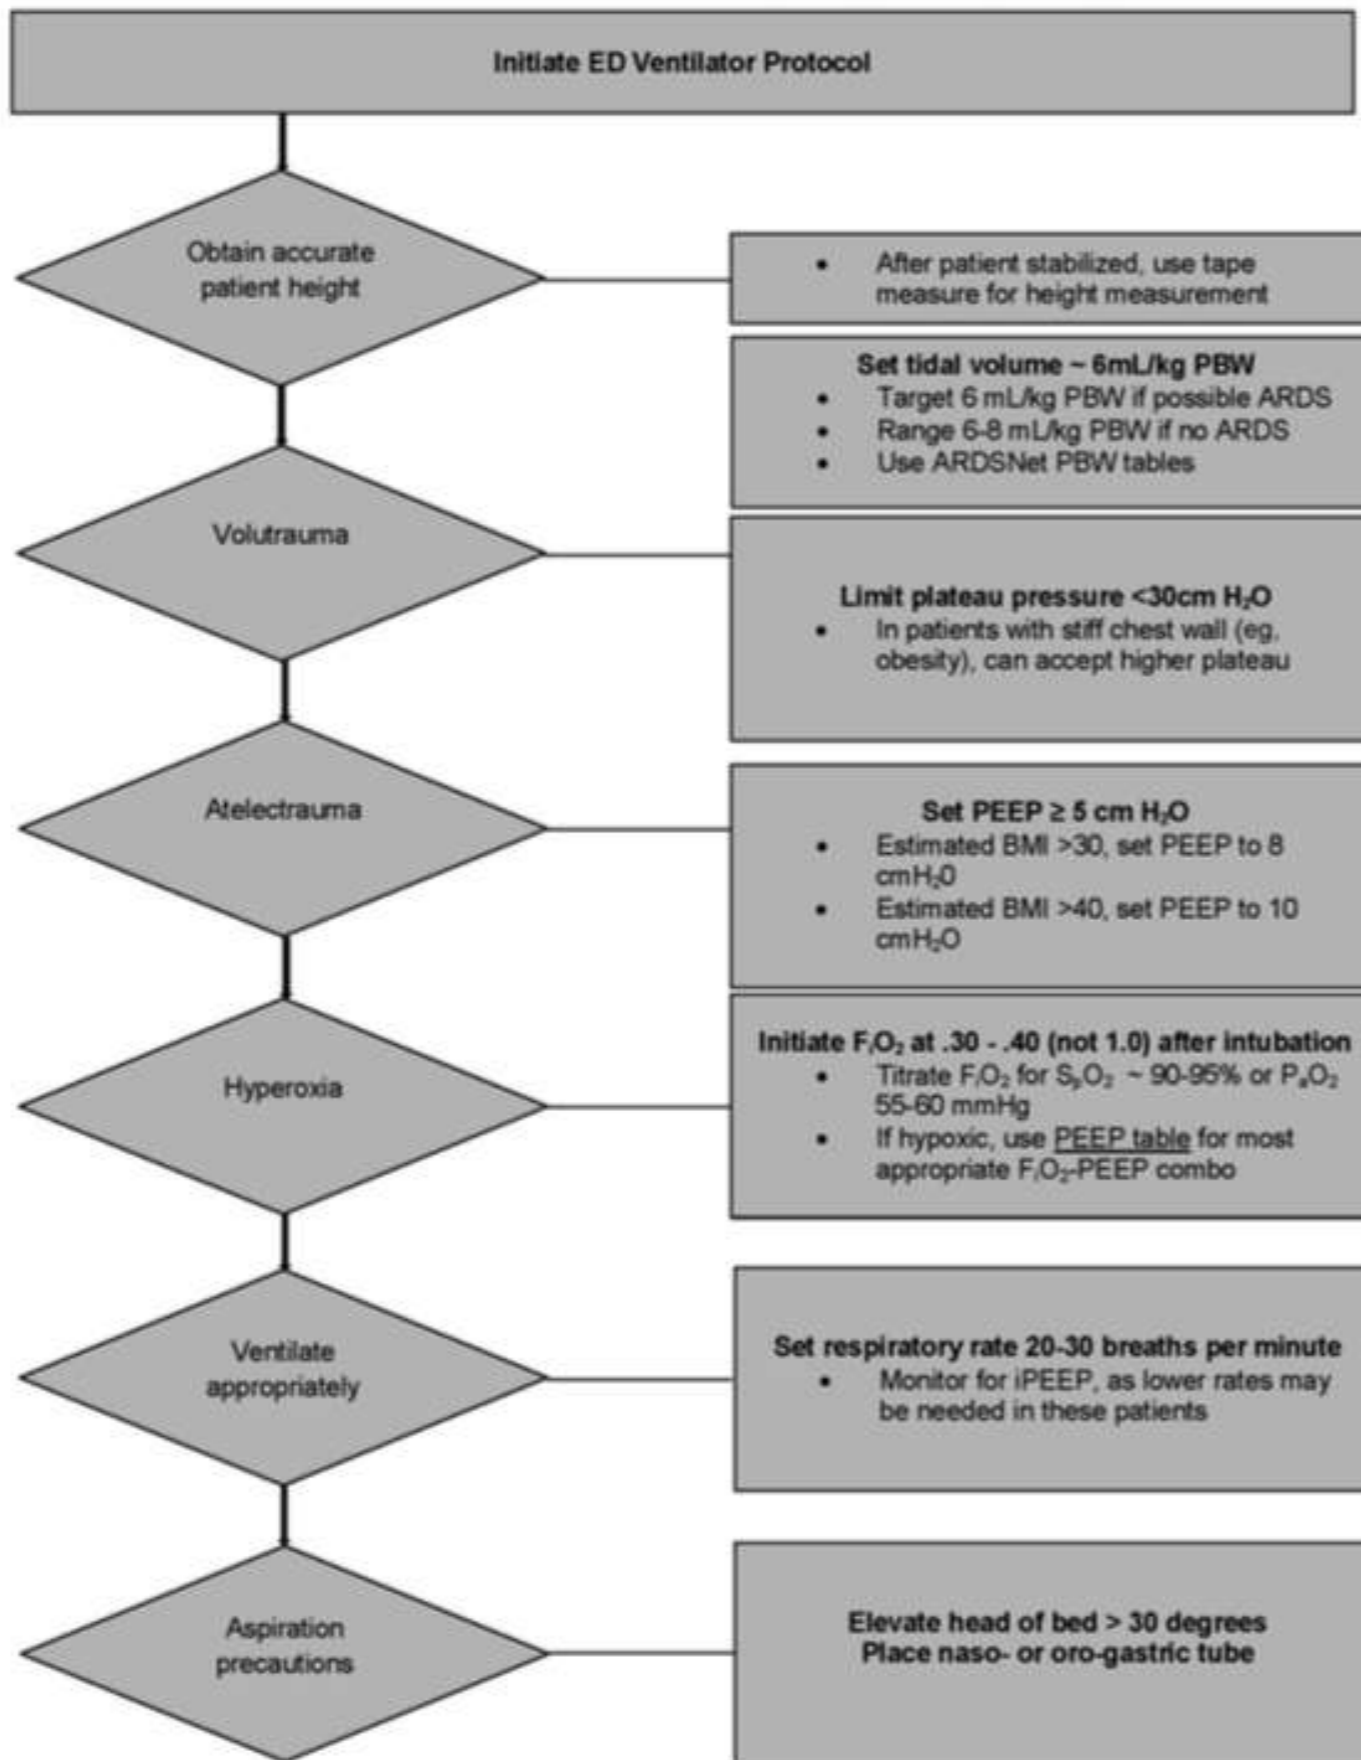 Initiate ED Ventilator Protocol
Obtain accurate
patient height
• After patient stabilized, use tape
measure for height measurement
Set tidal volume ~ 6mL/kg PBW
• Target 6 mL/kg PBW if possible ARDS
• Range 6-8 mL/kg PBW if no ARDS
• Use ARDSNet PBW tables
Volutrauma
Limit plateau pressure <30cm H₂O
• In patients with stiff chest wall (eg,
obesity), can accept higher plateau
Atelectrauma
Set PEEP ≥ 5 cm H₂O
• Estimated BMI >30, set PEEP to 8
cmH₂0
• Estimated BMI >40, set PEEP to 10
cmH₂O
Hyperoxia
Initiate FᵢO₂ at .30 - .40 (not 1.0) after intubation
• Titrate FᵢO₂ for SₚO₂ ~ 90-95% or PₐO₂
55-60 mmHg
• If hypoxic, use PEEP table for most
appropriate FᵢO₂-PEEP combo
Ventilate
appropriately
Set respiratory rate 20-30 breaths per minute
• Monitor for iPEEP, as lower rates may
be needed in these patients
Aspiration
precautions
Elevate head of bed > 30 degrees
Place naso- or oro-gastric tube